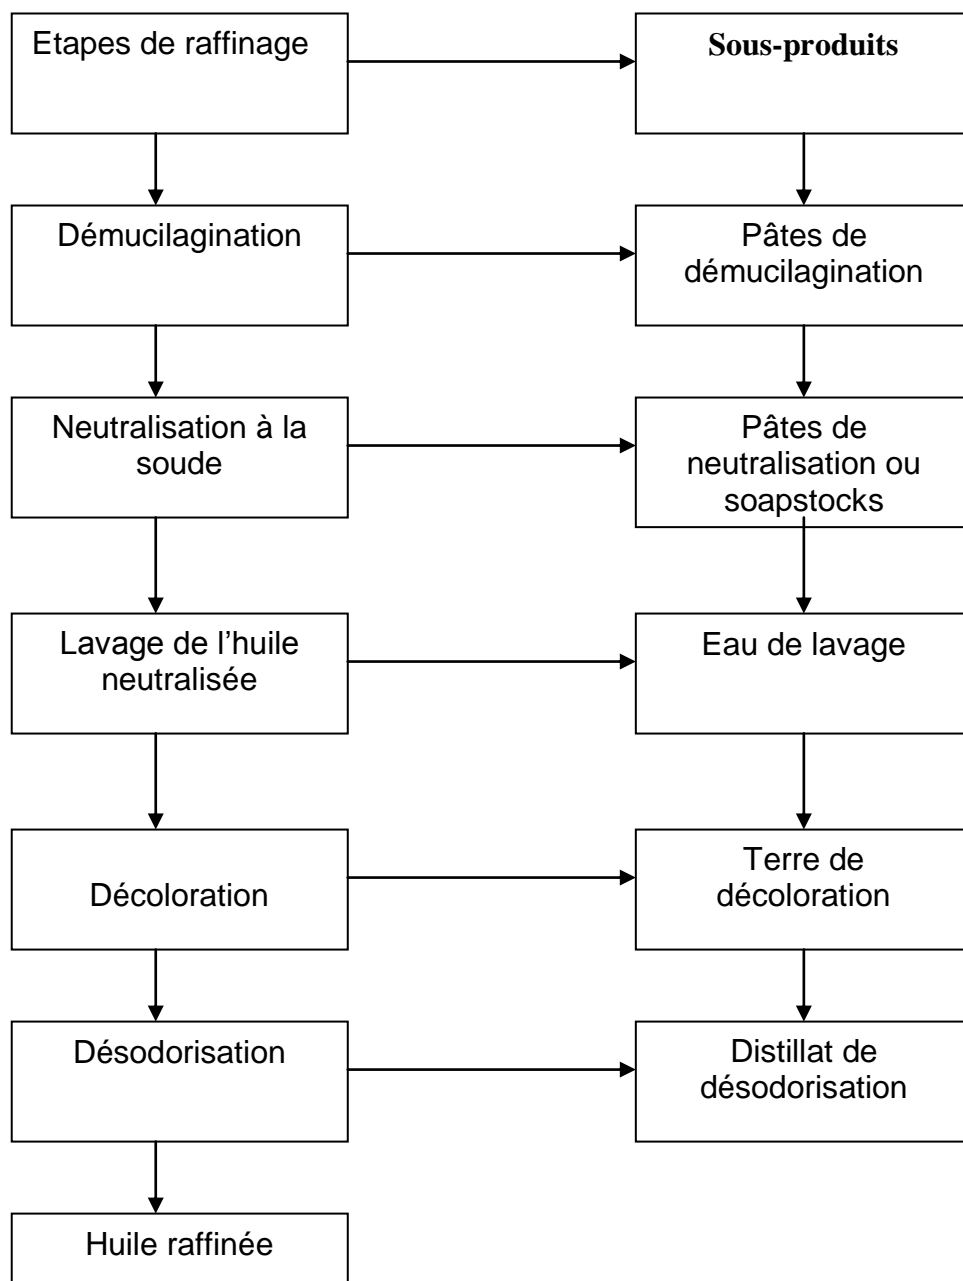 Etapes de raffinage
Sous-produits
Démucilagination
Pâtes de
démucilagination
Neutralisation à la
soude
Pâtes de
neutralisation ou
soapstocks
Lavage de l’huile
neutralisée
Eau de lavage
Décoloration
Terre de
décoloration
Désodorisation
Distillat de
désodorisation
Huile raffinée